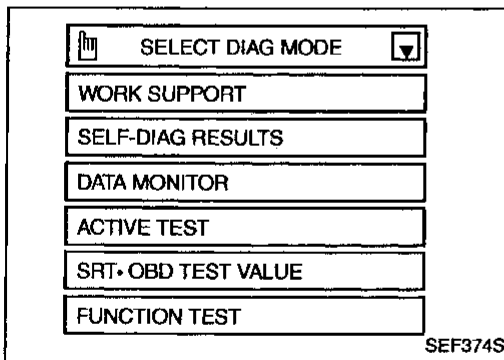 SELECT DIAG MODE
WORK SUPPORT
SELF-DIAG RESULTS
DATA MONITOR
ACTIVE TEST
SRT• OBD TEST VALUE
FUNCTION TEST
SEF374S